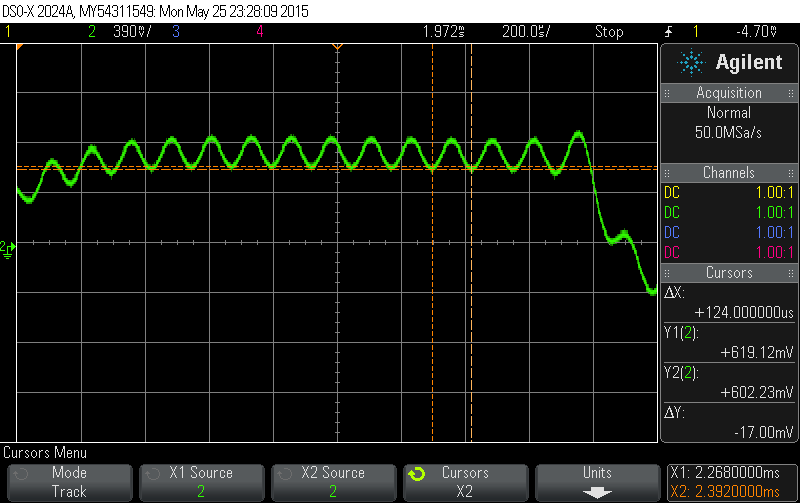 DSO-X 2024A, MY54311549: Mon May 25 23:28:09 2015
1 2 390mV/ 3 4 1.972ms 200.0us/ Stop 1 -4.70V
Agilent
Acquisition
Normal
50.0MSa/s
Channels
DC 1.00:1
DC 1.00:1
DC 1.00:1
DC 1.00:1
Cursors
ΔX:
+124.000000us
Y1(2):
+619.12mV
Y2(2):
+602.23mV
ΔY:
-17.00mV
2
Cursors Menu
Mode
Track
X1 Source
2
X2 Source
2
Cursors
X2
Units
X1: 2.2680000ms
X2: 2.3920000ms